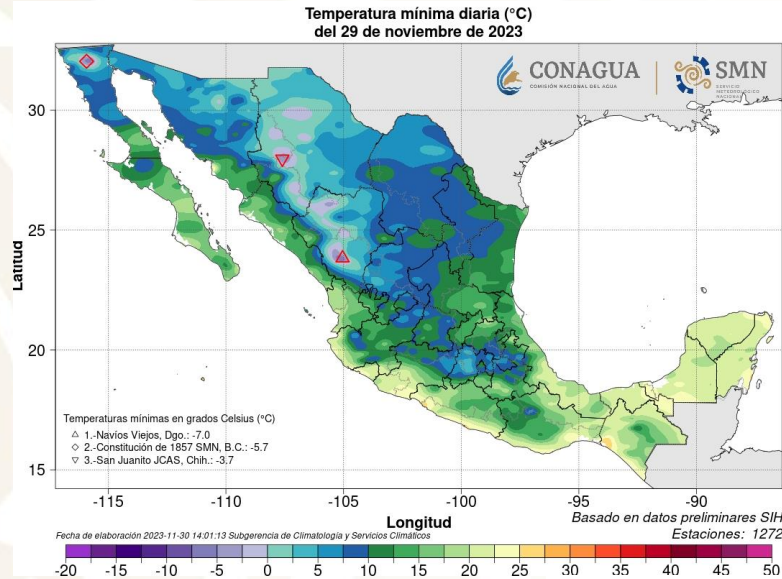 Temperatura mínima diaria (°C)
del 29 de noviembre de 2023
CONAGUA
COMISIÓN NACIONAL DEL AGUA
SMN
SERVICIO
METEOROLÓGICO
NACIONAL
30
25
20
15
Latitud
Temperaturas mínimas en grados Celsius (°C)
1.-Navíos Viejos, Dgo.: -7.0
2.-Constitución de 1857 SMN, B.C.: -5.7
3.-San Juanito JCAS, Chih.: -3.7
-115 -110 -105 -100 -95 -90
Longitud
Basado en datos preliminares SIH
Estaciones: 1272
Fecha de elaboración 2023-11-30 14:01:13 Subgerencia de Climatología y Servicios Climáticos
-20 -15 -10 -5 0 5 10 15 20 25 30 35 40 45 50